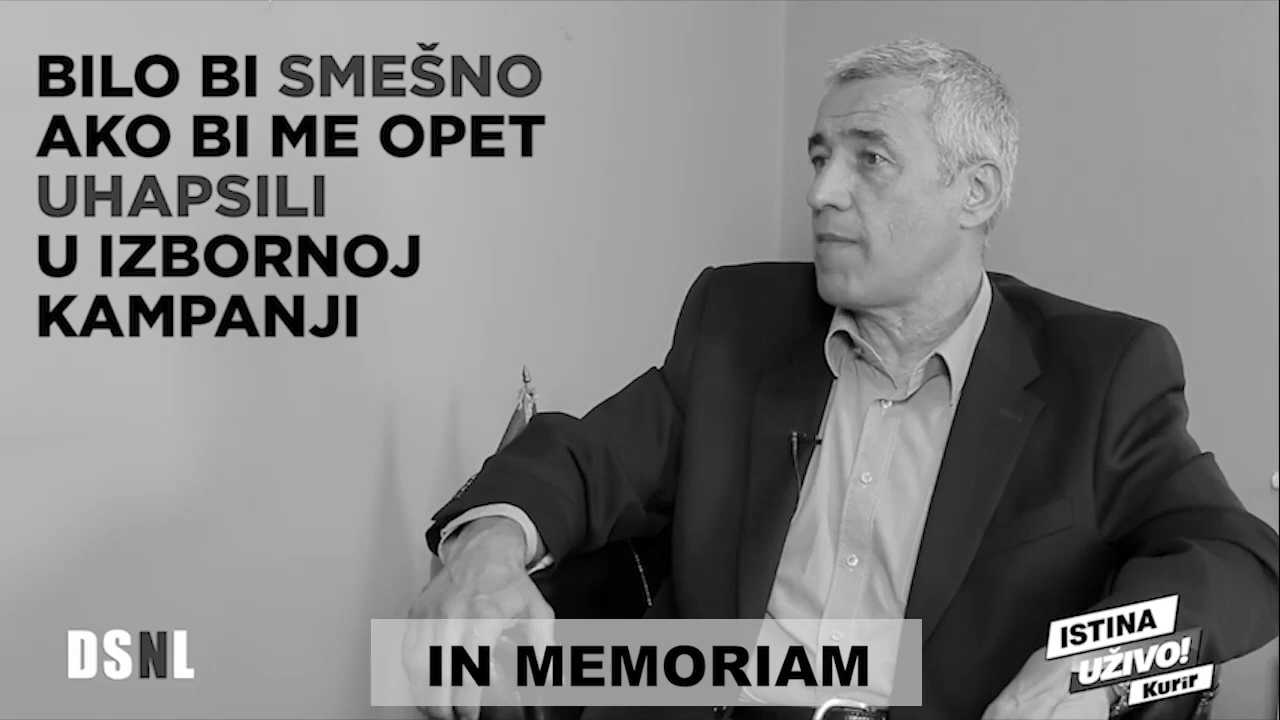 BILO BI SMEŠNO
AKO BI ME OPET
UHAPSILI
U IZBORNOJ
KAMPANJI
DSNL
IN MEMORIAM
ISTINA
UŽIVO!
Kurir